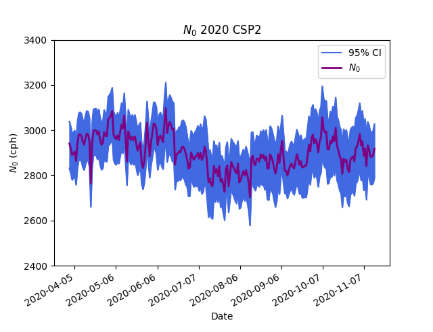 N0 2020 CSP2
3400
3200
3000
2800
2600
2400
N0 (cph)
95% CI
N0
2020-04-05
2020-05-06
2020-06-06
2020-07-07
2020-08-06
2020-09-06
2020-10-07
2020-11-07
Date